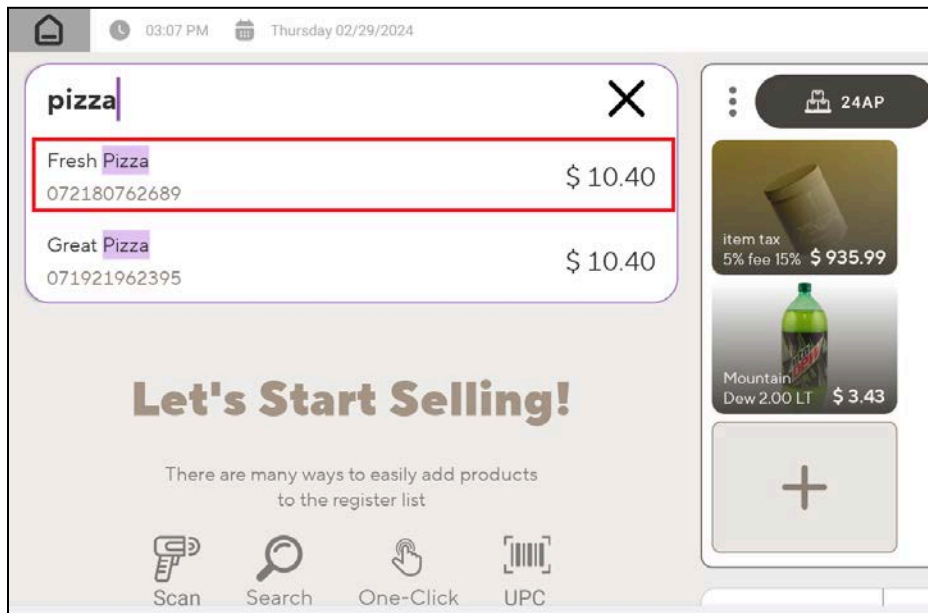 03:07 PM Thursday 02/29/2024
pizza
Fresh Pizza
072180762689
$ 10.40
Great Pizza
071921962395
$ 10.40
Let's Start Selling!
There are many ways to easily add products
to the register list
Scan Search One-Click UPC
24AP
item tax
5% fee 15% $ 935.99
Mountain
Dew 2.00 LT $ 3.43